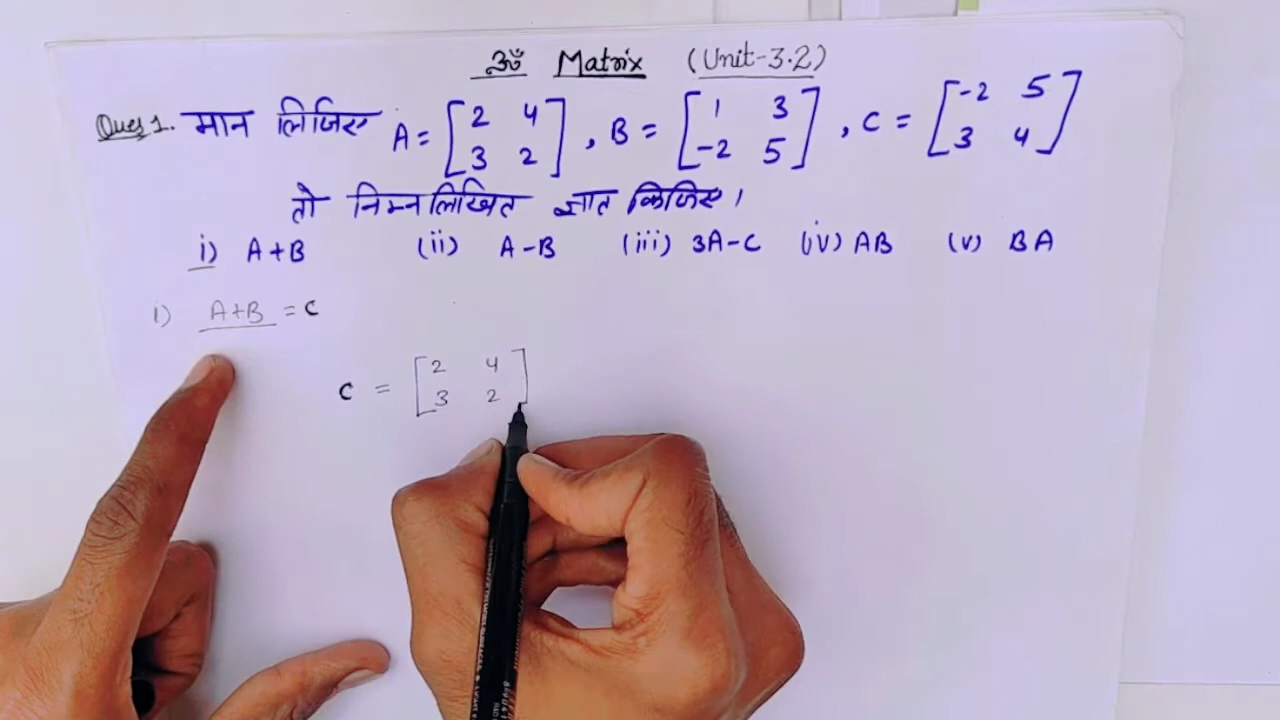 ॐ Matrix (Unit-3.2)
Ques 1. मान लिजिए A = [2 4 3 2], B = [1 3 -2 5], C = [-2 5 3 4]
तो निम्नलिखित ज्ञात किजिए।
i) A+B (ii) A-B (iii) 3A-C (iv) AB (v) BA
i) A+B = C
C = [2 4 3 2]